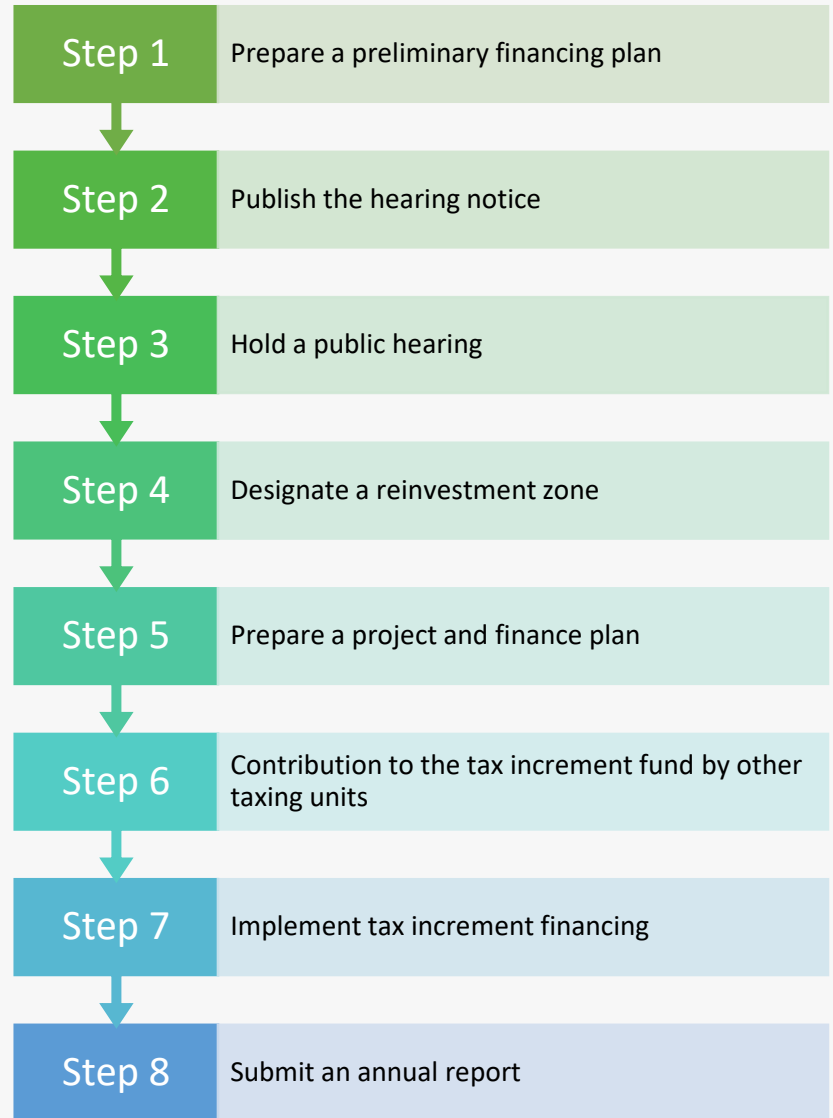 Step 1
Prepare a preliminary financing plan
Step 2
Publish the hearing notice
Step 3
Hold a public hearing
Step 4
Designate a reinvestment zone
Step 5
Prepare a project and finance plan
Step 6
Contribution to the tax increment fund by other
taxing units
Step 7
Implement tax increment financing
Step 8
Submit an annual report